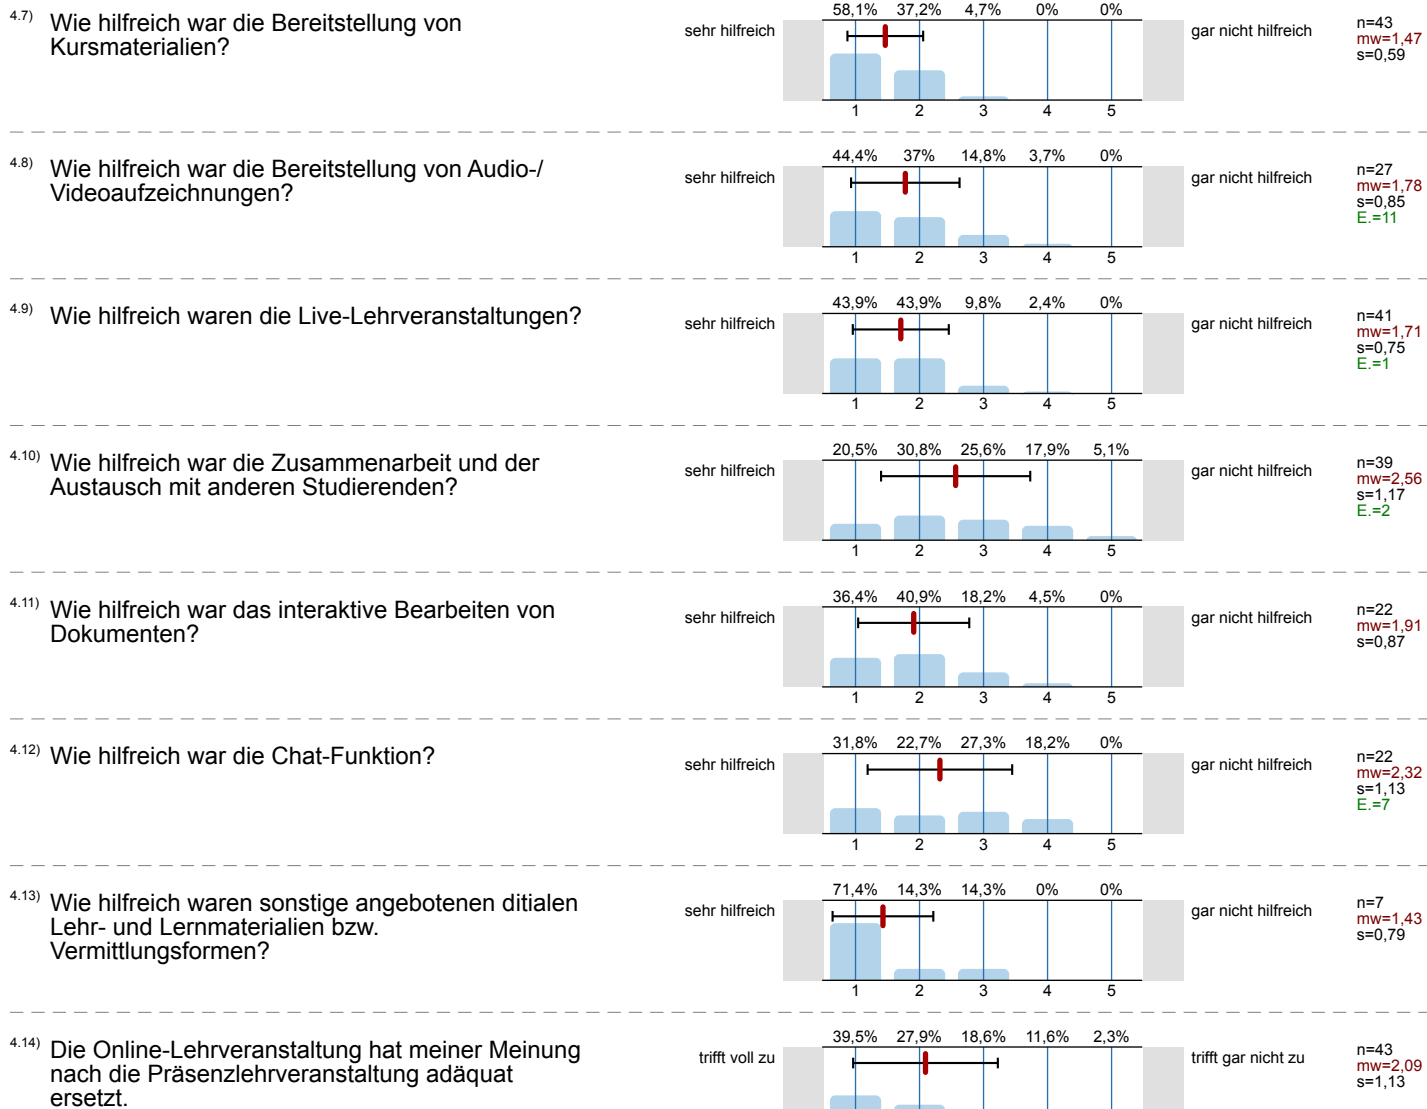 4.7) Wie hilfreich war die Bereitstellung von
Kursmaterialien?
sehr hilfreich
58,1% 37,2% 4,7% 0% 0%
1 2 3 4 5
gar nicht hilfreich
n=43
mw=1,47
s=0,59
4.8) Wie hilfreich war die Bereitstellung von Audio-/
Videoaufzeichnungen?
sehr hilfreich
44,4% 37% 14,8% 3,7% 0%
1 2 3 4 5
gar nicht hilfreich
n=27
mw=1,78
s=0,85
E.=11
4.9) Wie hilfreich waren die Live-Lehrveranstaltungen?
sehr hilfreich
43,9% 43,9% 9,8% 2,4% 0%
1 2 3 4 5
gar nicht hilfreich
n=41
mw=1,71
s=0,75
E.=1
4.10) Wie hilfreich war die Zusammenarbeit und der
Austausch mit anderen Studierenden?
sehr hilfreich
20,5% 30,8% 25,6% 17,9% 5,1%
1 2 3 4 5
gar nicht hilfreich
n=39
mw=2,56
s=1,17
E.=2
4.11) Wie hilfreich war das interaktive Bearbeiten von
Dokumenten?
sehr hilfreich
36,4% 40,9% 18,2% 4,5% 0%
1 2 3 4 5
gar nicht hilfreich
n=22
mw=1,91
s=0,87
4.12) Wie hilfreich war die Chat-Funktion?
sehr hilfreich
31,8% 22,7% 27,3% 18,2% 0%
1 2 3 4 5
gar nicht hilfreich
n=22
mw=2,32
s=1,13
E.=7
4.13) Wie hilfreich waren sonstige angebotenen ditialen
Lehr- und Lernmaterialien bzw.
Vermittlungsformen?
sehr hilfreich
71,4% 14,3% 14,3% 0% 0%
1 2 3 4 5
gar nicht hilfreich
n=7
mw=1,43
s=0,79
4.14) Die Online-Lehrveranstaltung hat meiner Meinung
nach die Präsenzlehrveranstaltung adäquat
ersetzt.
trifft voll zu
39,5% 27,9% 18,6% 11,6% 2,3%
trifft gar nicht zu
n=43
mw=2,09
s=1,13